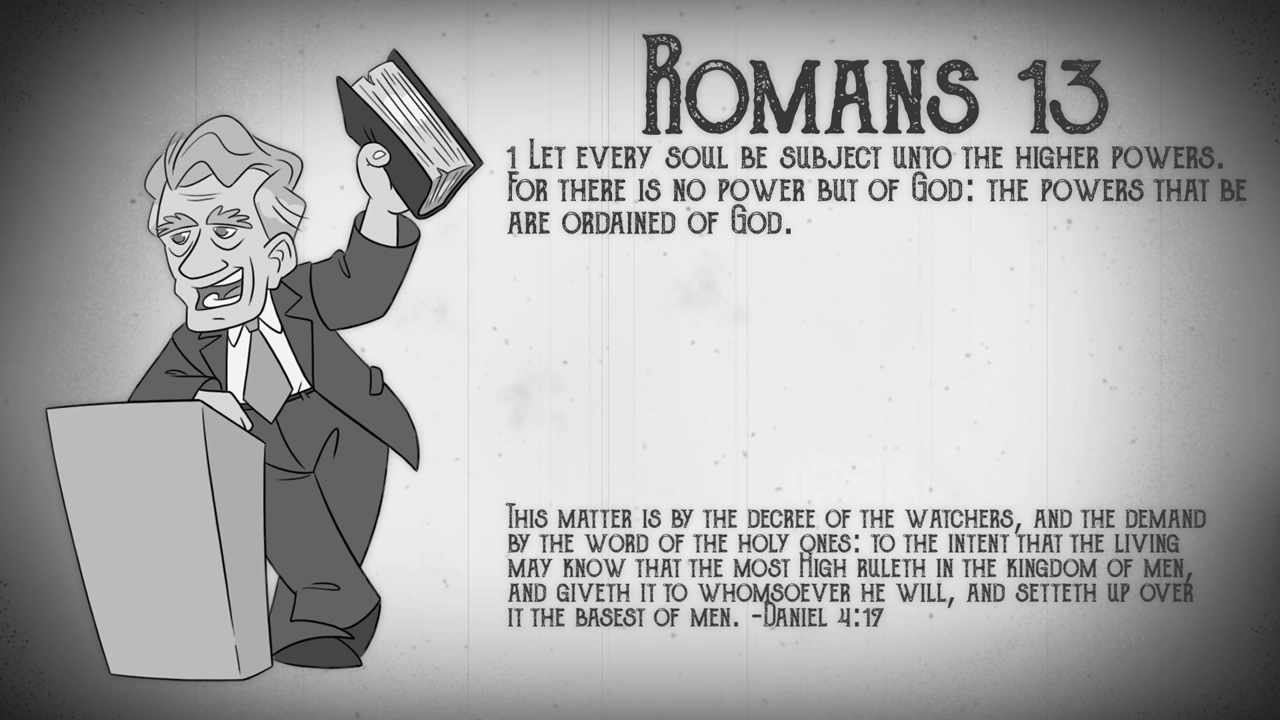 Romans 13
1 Let every soul be subject unto the higher powers.
For there is no power but of God: the powers that be
are ordained of God.
This matter is by the decree of the watchers, and the demand
by the word of the holy ones: to the intent that the living
may know that the most High ruleth in the kingdom of men,
and giveth it to whomsoever he will, and setteth up over
it the basest of men. -Daniel 4:17